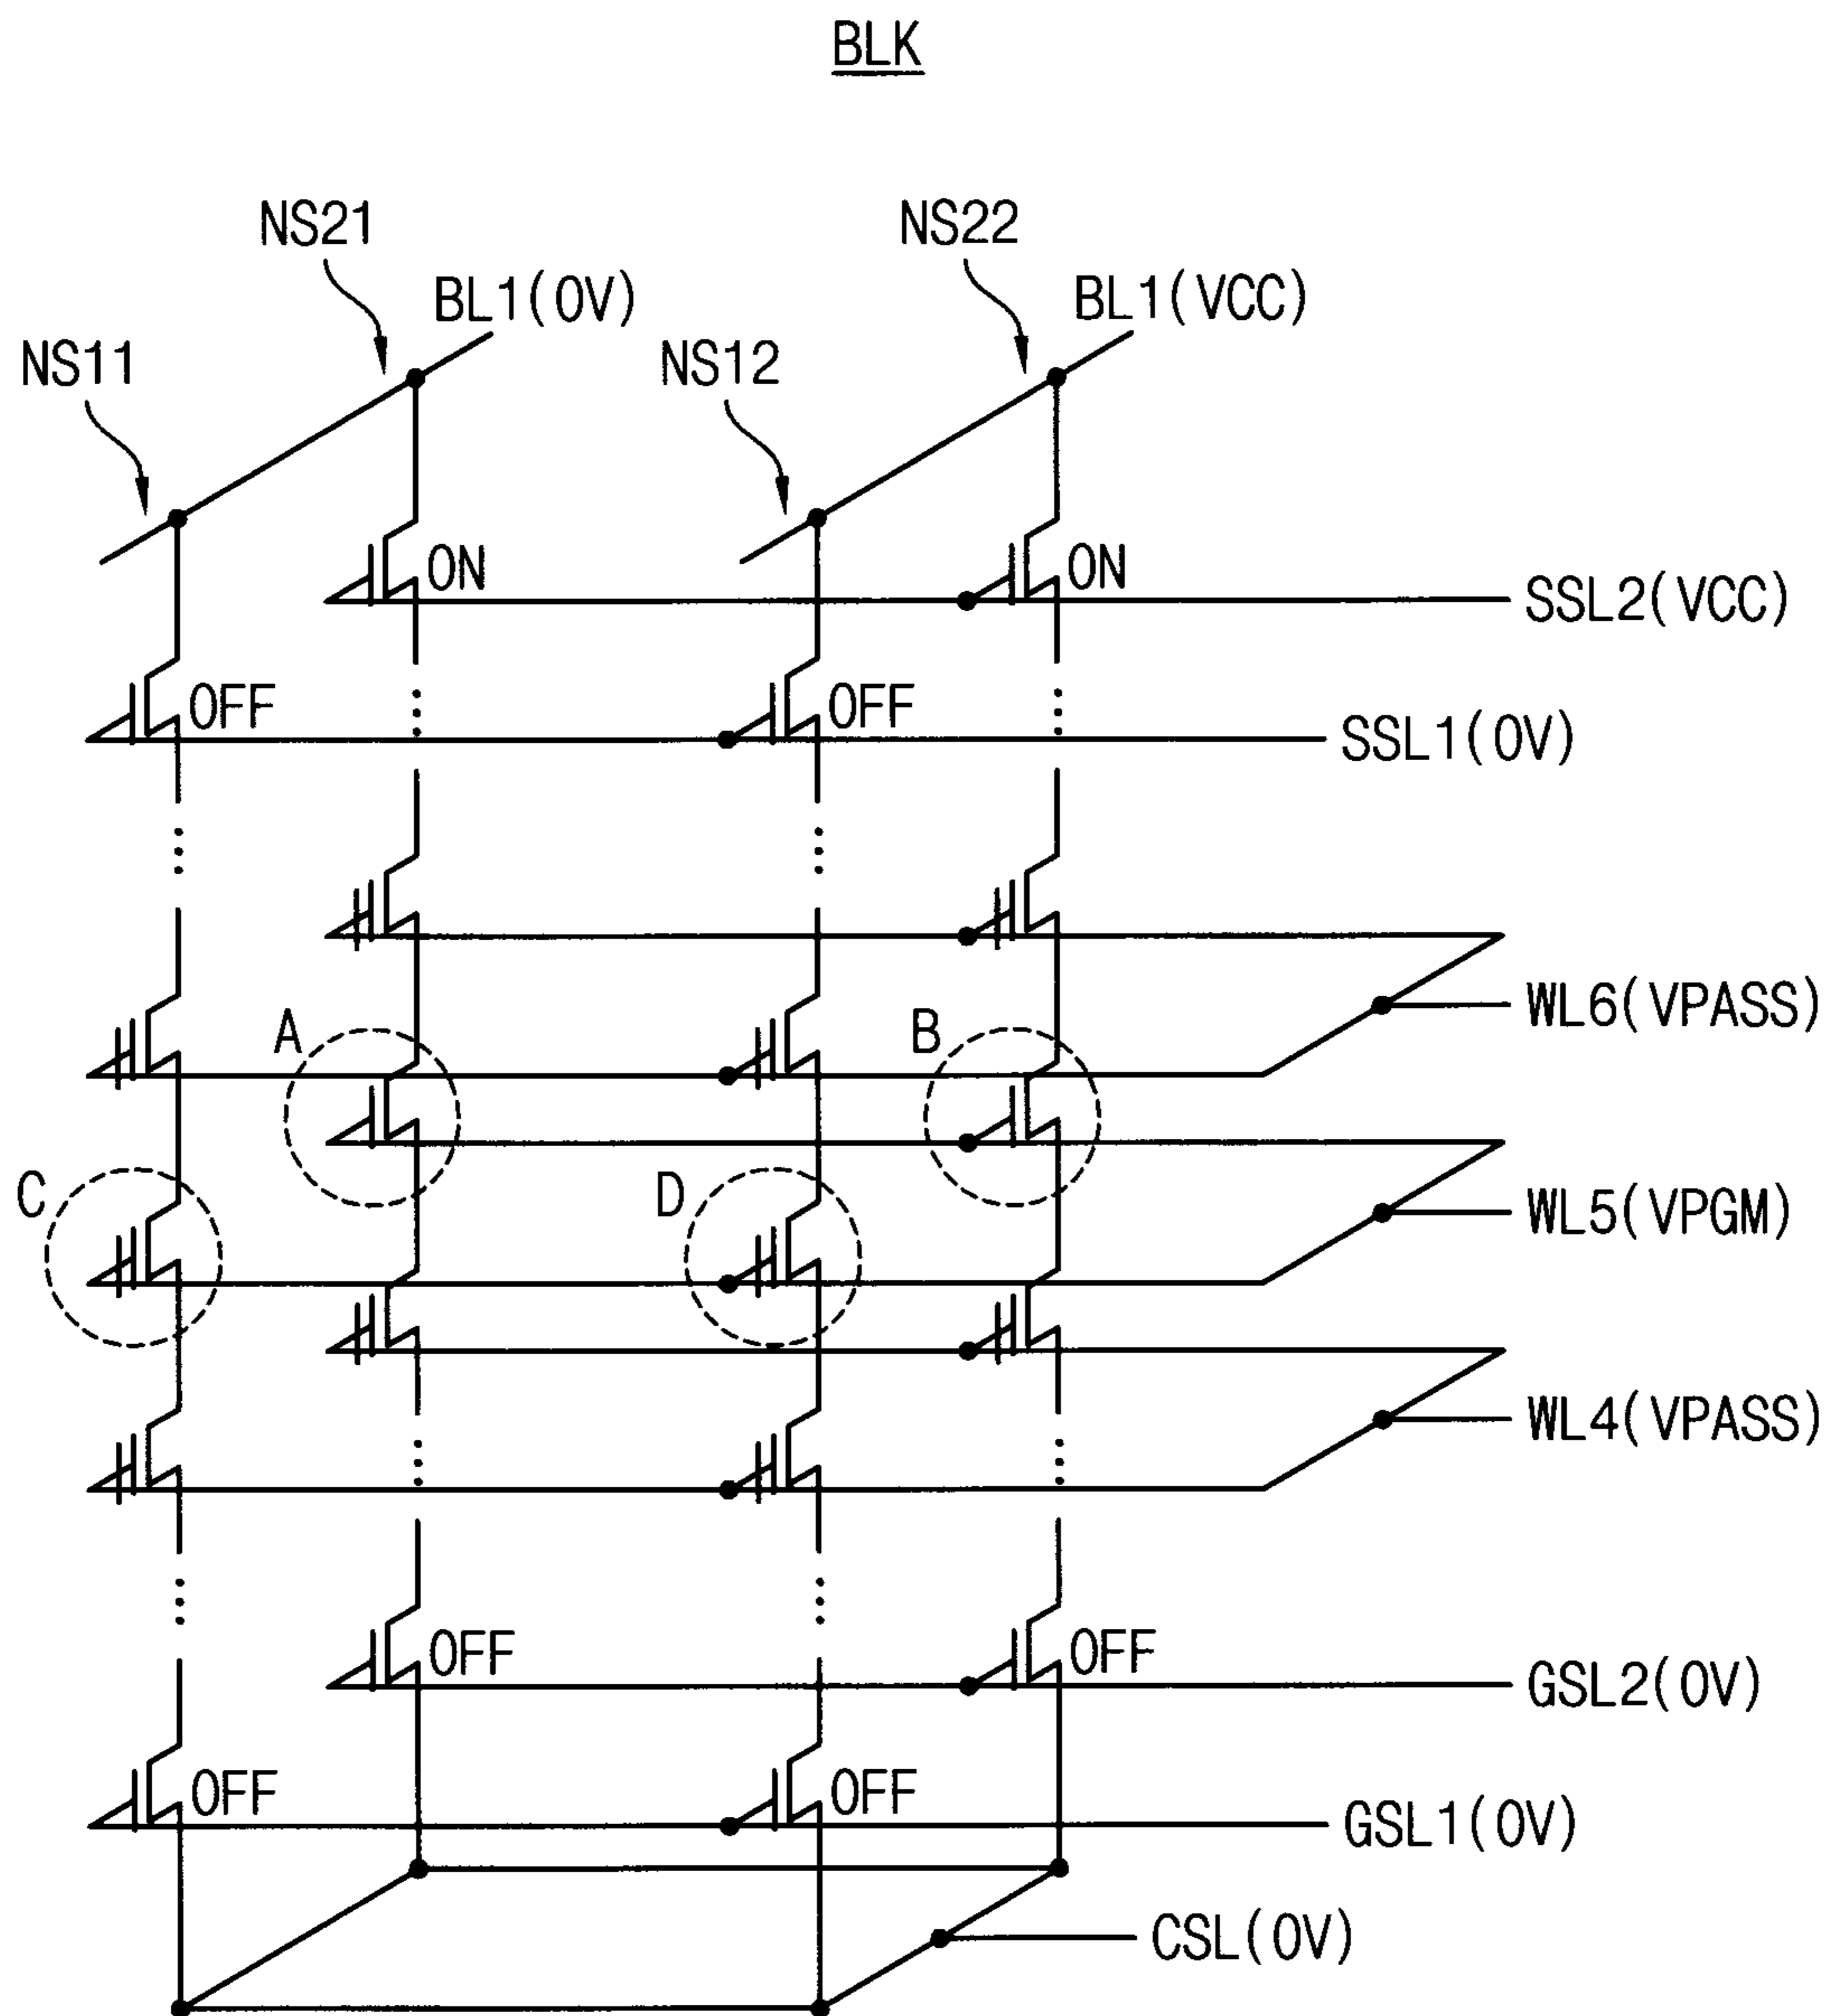 BLK
NS21
NS22
BL1(0V)
BL1(VCC)
NS11
NS12
ON
ON
SSL2(VCC)
OFF
OFF
SSL1(0V)
WL6(VPASS)
A
B
C
D
WL5(VPGM)
WL4(VPASS)
OFF
OFF
GSL2(0V)
OFF
OFF
GSL1(0V)
CSL(0V)